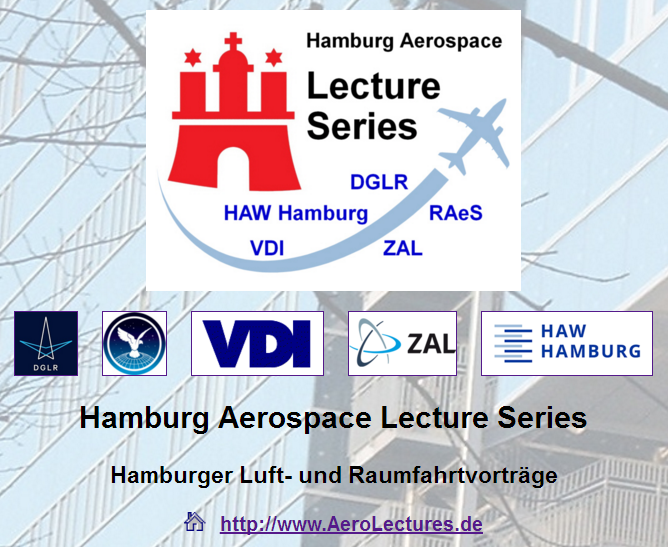 Hamburg Aerospace
Lecture
Series
DGLR
HAW Hamburg RAeS
VDI ZAL
DGLR
VDI
ZAL
HAW
HAMBURG
Hamburg Aerospace Lecture Series
Hamburger Luft- und Raumfahrtvorträge
http://www.AeroLectures.de